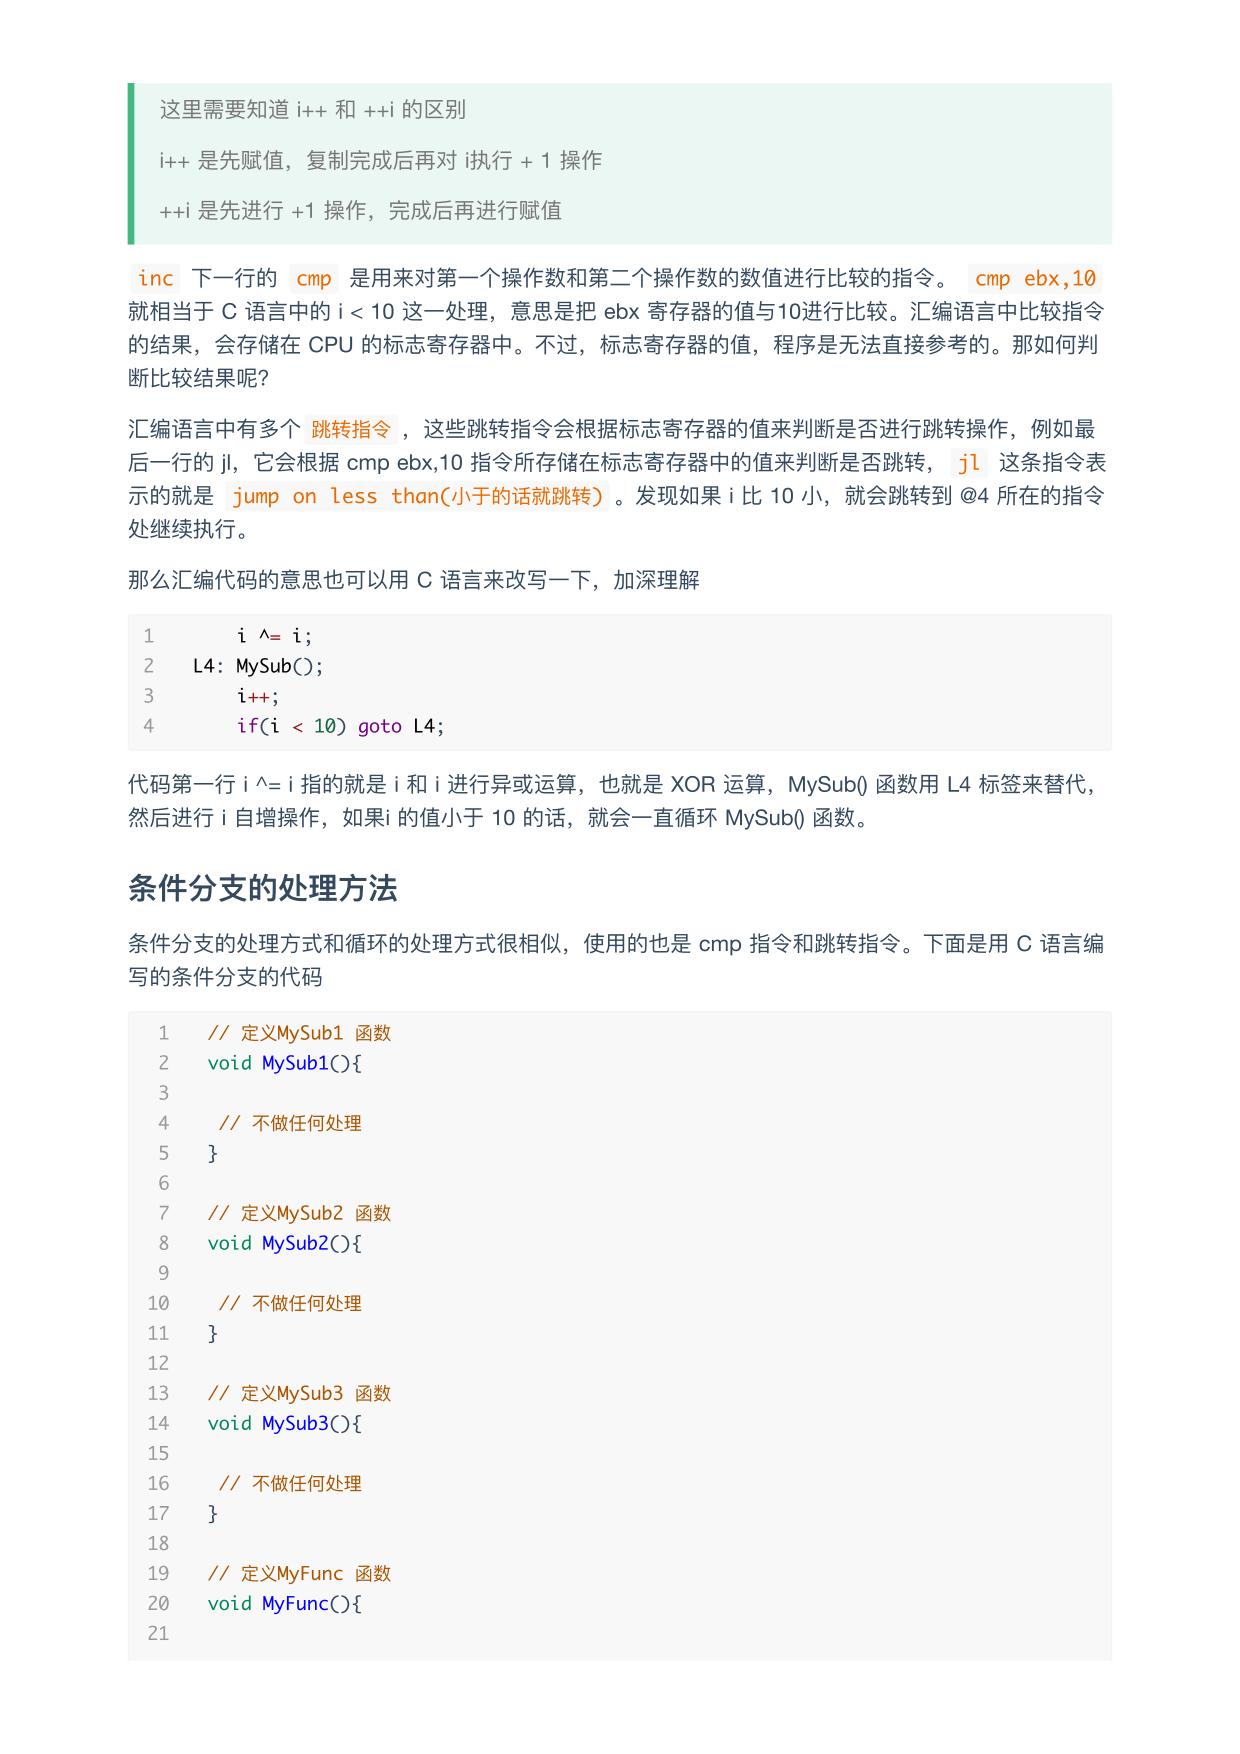 这里需要知道 i++ 和 ++i 的区别
i++ 是先赋值，复制完成后再对 i执行 + 1 操作
++i 是先进行 +1 操作，完成后再进行赋值
inc 下一行的 cmp 是用来对第一个操作数和第二个操作数的数值进行比较的指令。 cmp ebx,10
就相当于 C 语言中的 i < 10 这一处理，意思是把 ebx 寄存器的值与10进行比较。汇编语言中比较指令
的结果，会存储在 CPU 的标志寄存器中。不过，标志寄存器的值，程序是无法直接参考的。那如何判
断比较结果呢？
汇编语言中有多个 跳转指令 ，这些跳转指令会根据标志寄存器的值来判断是否进行跳转操作，例如最
后一行的 jl，它会根据 cmp ebx,10 指令所存储在标志寄存器中的值来判断是否跳转， jl 这条指令表
示的就是 jump on less than(小于的话就跳转) 。发现如果 i 比 10 小，就会跳转到 @4 所在的指令
处继续执行。
那么汇编代码的意思也可以用 C 语言来改写一下，加深理解
1 i ^= i;
2 L4: MySub();
3 i++;
4 if(i < 10) goto L4;
代码第一行 i ^= i 指的就是 i 和 i 进行异或运算，也就是 XOR 运算，MySub() 函数用 L4 标签来替代，
然后进行 i 自增操作，如果i 的值小于 10 的话，就会一直循环 MySub() 函数。
条件分支的处理方法
条件分支的处理方式和循环的处理方式很相似，使用的也是 cmp 指令和跳转指令。下面是用 C 语言编
写的条件分支的代码
1 // 定义MySub1 函数
2 void MySub1(){
3
4 // 不做任何处理
5 }
6
7 // 定义MySub2 函数
8 void MySub2(){
9
10 // 不做任何处理
11 }
12
13 // 定义MySub3 函数
14 void MySub3(){
15
16 // 不做任何处理
17 }
18
19 // 定义MyFunc 函数
20 void MyFunc(){
21